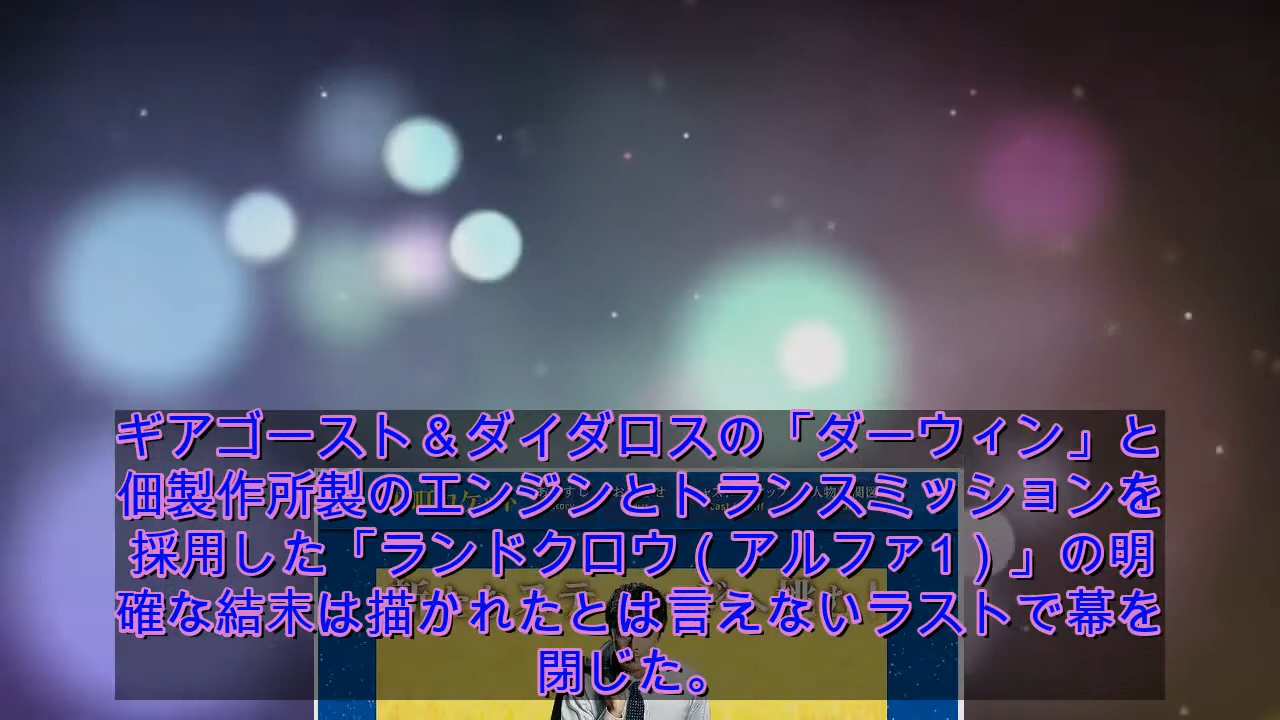 ギアゴースト＆ダイダロスの「ダーウィン」と
佃製作所製のエンジンとトランスミッションを
採用した「ランドクロウ(アルファ1)」の明
確な結末は描かれたとは言えないラストで幕を
閉じた。